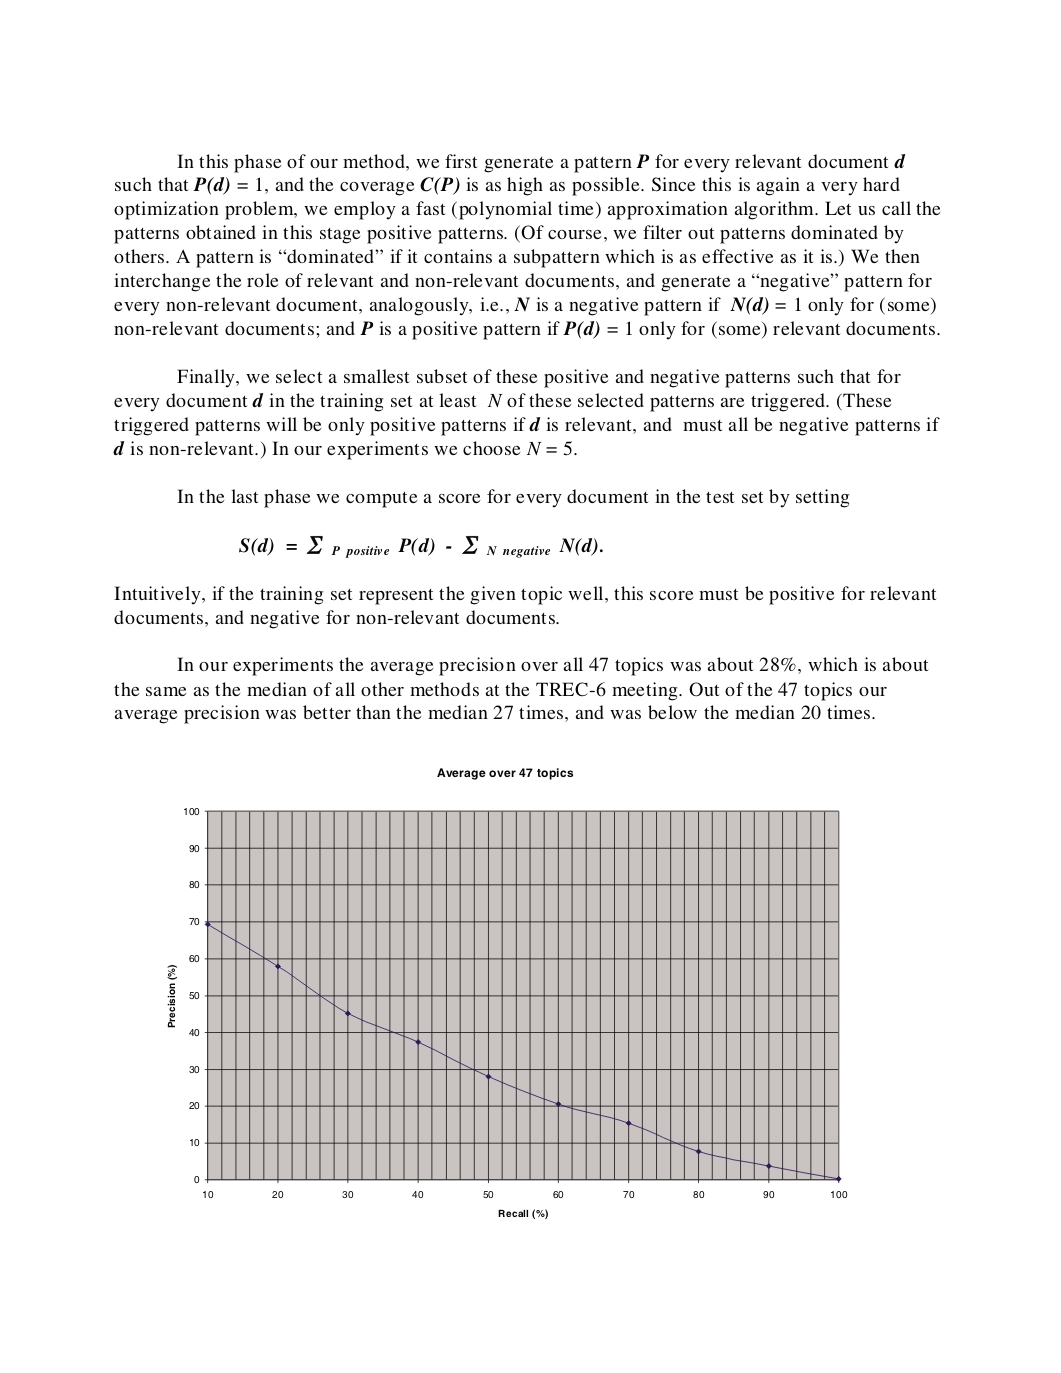 In this phase of our method, we first generate a pattern P for every relevant document d
such that P(d) = 1, and the coverage C(P) is as high as possible. Since this is again a very hard
optimization problem, we employ a fast (polynomial time) approximation algorithm. Let us call the
patterns obtained in this stage positive patterns. (Of course, we filter out patterns dominated by
others. A pattern is “dominated” if it contains a subpattern which is as effective as it is.) We then
interchange the role of relevant and non-relevant documents, and generate a “negative” pattern for
every non-relevant document, analogously, i.e., N is a negative pattern if N(d) = 1 only for (some)
non-relevant documents; and P is a positive pattern if P(d) = 1 only for (some) relevant documents.
Finally, we select a smallest subset of these positive and negative patterns such that for
every document d in the training set at least N of these selected patterns are triggered. (These
triggered patterns will be only positive patterns if d is relevant, and must all be negative patterns if
d is non-relevant.) In our experiments we choose N = 5.
In the last phase we compute a score for every document in the test set by setting
S(d) = Σ P positive P(d) - Σ N negative N(d).
Intuitively, if the training set represent the given topic well, this score must be positive for relevant
documents, and negative for non-relevant documents.
In our experiments the average precision over all 47 topics was about 28%, which is about
the same as the median of all other methods at the TREC-6 meeting. Out of the 47 topics our
average precision was better than the median 27 times, and was below the median 20 times.
Average over 47 topics
100
90
80
70
60
50
40
30
20
10
0
Precision (%)
10 20 30 40 50 60 70 80 90 100
Recall (%)